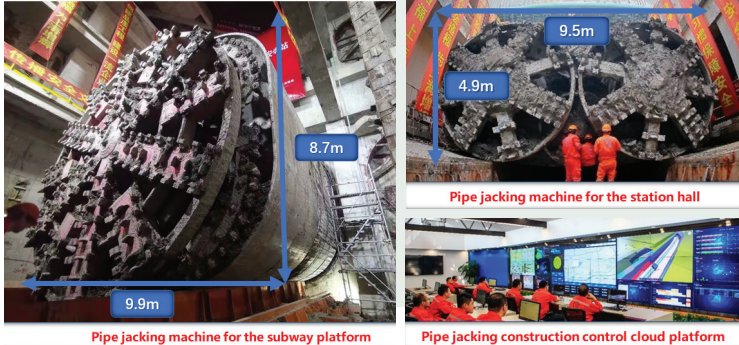 9.5m
4.9m
8.7m
9.9m
Pipe jacking machine for the station hall
Pipe jacking machine for the subway platform
Pipe jacking construction control cloud platform